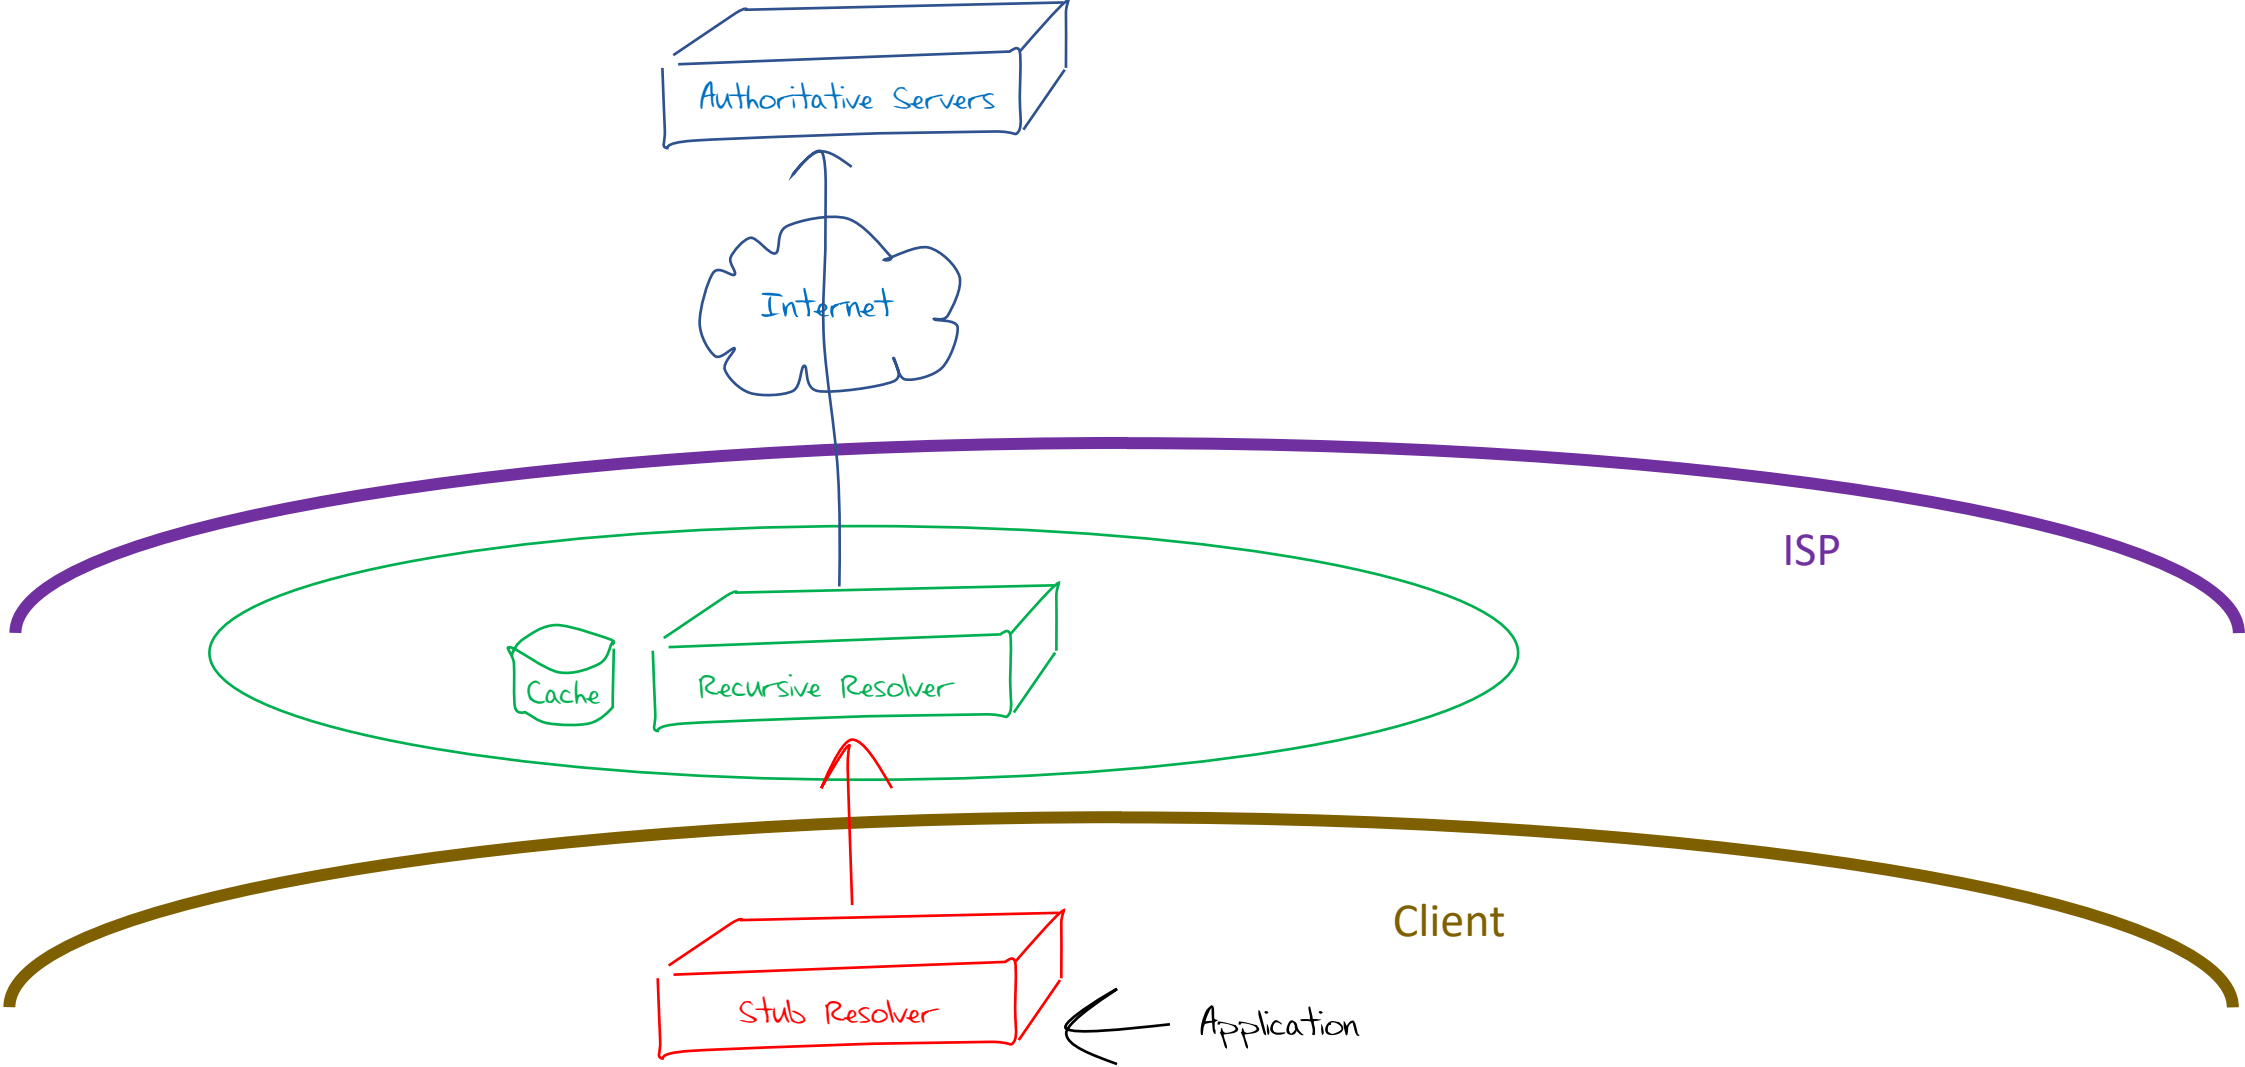 Authoritative Servers
Internet
ISP
Cache
Recursive Resolver
Client
Stub Resolver
Application